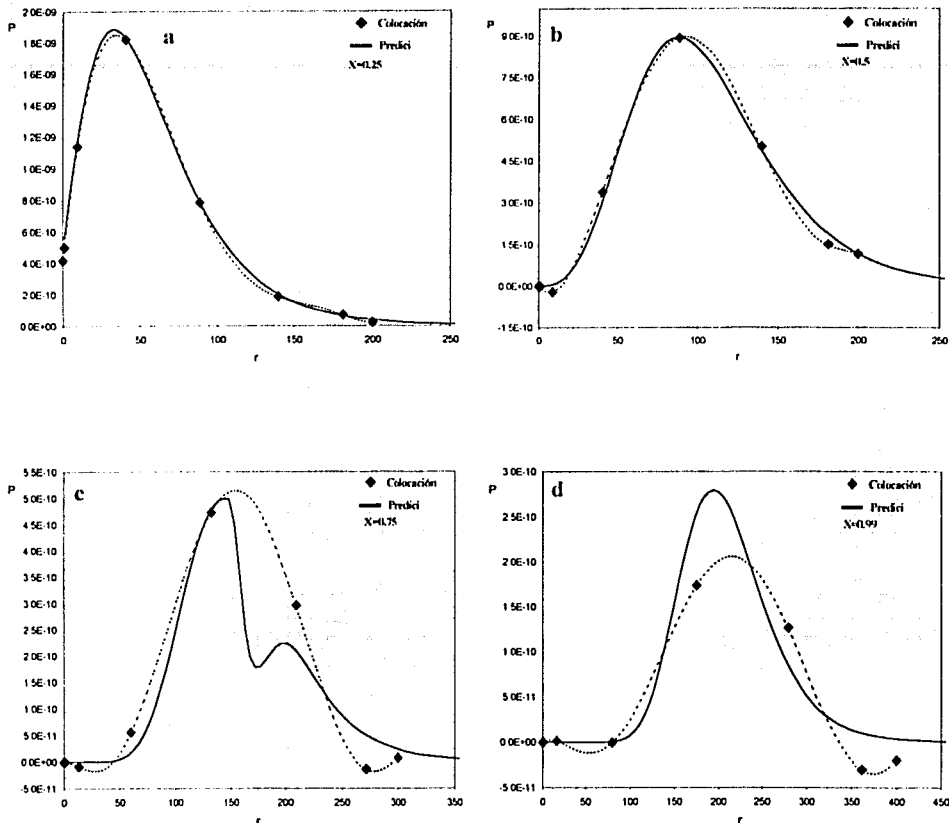 P
2.0E-09
1.8E-09
1.6E-09
1.4E-09
1.2E-09
1.0E-09
8.0E-10
6.0E-10
4.0E-10
2.0E-10
0.0E+00
0 50 100 150 200 250
r
a
Colocación
Predici
X=0.25
P
9.0E-10
7.5E-10
6.0E-10
4.5E-10
3.0E-10
1.5E-10
0.0E+00
-1.5E-10
0 50 100 150 200 250
r
b
Colocación
Predici
X=0.5
P
5.5E-10
5.0E-10
4.5E-10
4.0E-10
3.5E-10
3.0E-10
2.5E-10
2.0E-10
1.5E-10
1.0E-10
5.0E-11
0.0E+00
-5.0E-11
0 50 100 150 200 250 300 350
r
c
Colocación
Predici
X=0.75
P
3.0E-10
2.5E-10
2.0E-10
1.5E-10
1.0E-10
5.0E-11
0.0E+00
-5.0E-11
0 50 100 150 200 250 300 350 400 450
r
d
Colocación
Predici
X=0.99